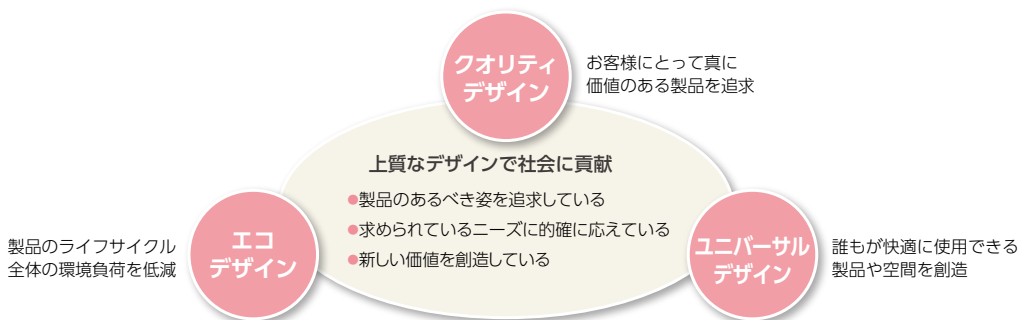 クオリティ
デザイン
お客様にとって真に
価値のある製品を追求
上質なデザインで社会に貢献
●製品のあるべき姿を追求している
●求められているニーズに的確に応えている
●新しい価値を創造している
エコ
デザイン
製品のライフサイクル
全体の環境負荷を低減
ユニバーサル
デザイン
誰もが快適に使用できる
製品や空間を創造